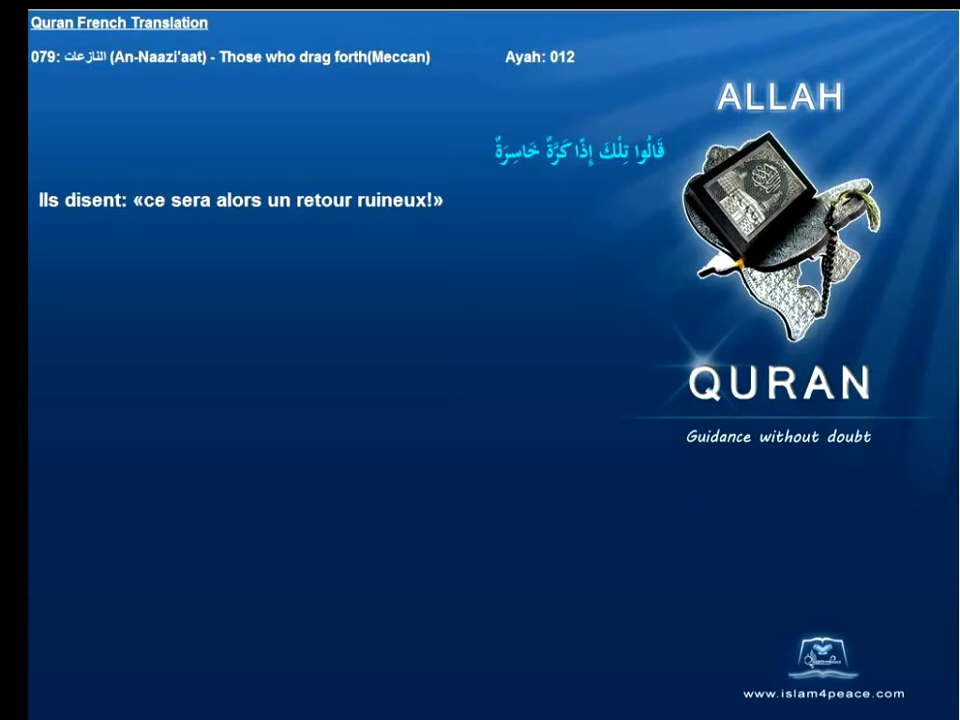 Quran French Translation
079: النازعات (An-Naazi'aat) - Those who drag forth(Meccan) Ayah: 012
ALLAH
قَالُوا تِلْكَ إِذًا كَرَّةٌ خَاسِرَةٌ
Ils disent: «ce sera alors un retour ruineux!»
QURAN
Guidance without doubt
www.islam4peace.com